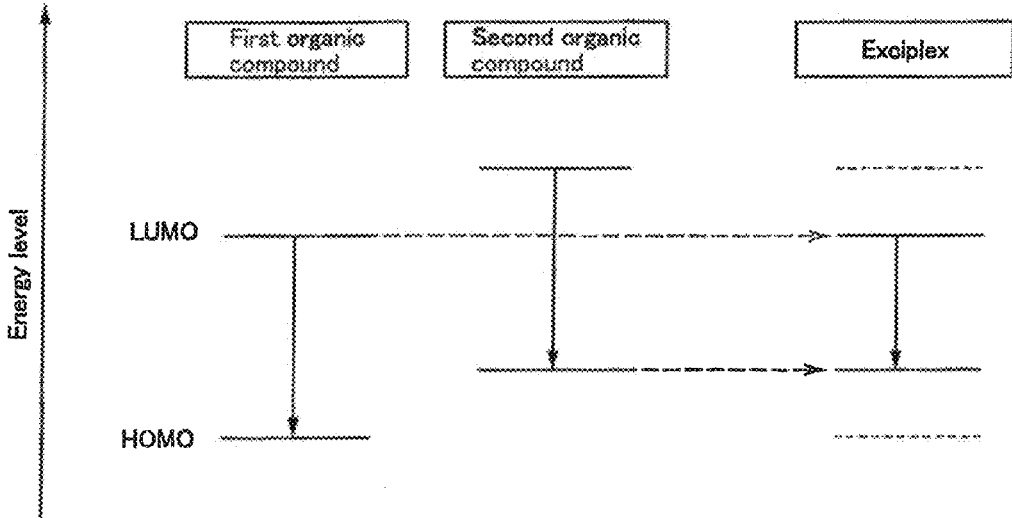 First organic
compound
Second organic
compound
Exciplex
Energy level
LUMO
HOMO